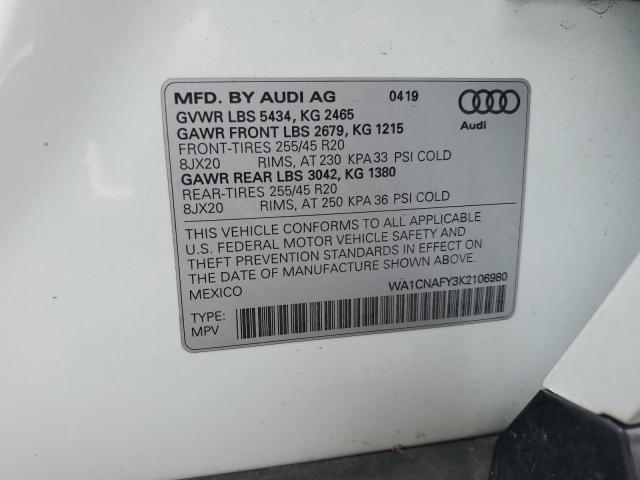 MFD. BY AUDI AG 0419
GVWR LBS 5434, KG 2465
GAWR FRONT LBS 2679, KG 1215
FRONT-TIRES 255/45 R20
8JX20 RIMS, AT 230 KPA 33 PSI COLD
GAWR REAR LBS 3042, KG 1380
REAR-TIRES 255/45 R20
8JX20 RIMS, AT 250 KPA 36 PSI COLD
Audi
THIS VEHICLE CONFORMS TO ALL APPLICABLE
U.S. FEDERAL MOTOR VEHICLE SAFETY AND
THEFT PREVENTION STANDARDS IN EFFECT ON
THE DATE OF MANUFACTURE SHOWN ABOVE.
MEXICO WA1CNAFY3K2106980
TYPE:
MPV